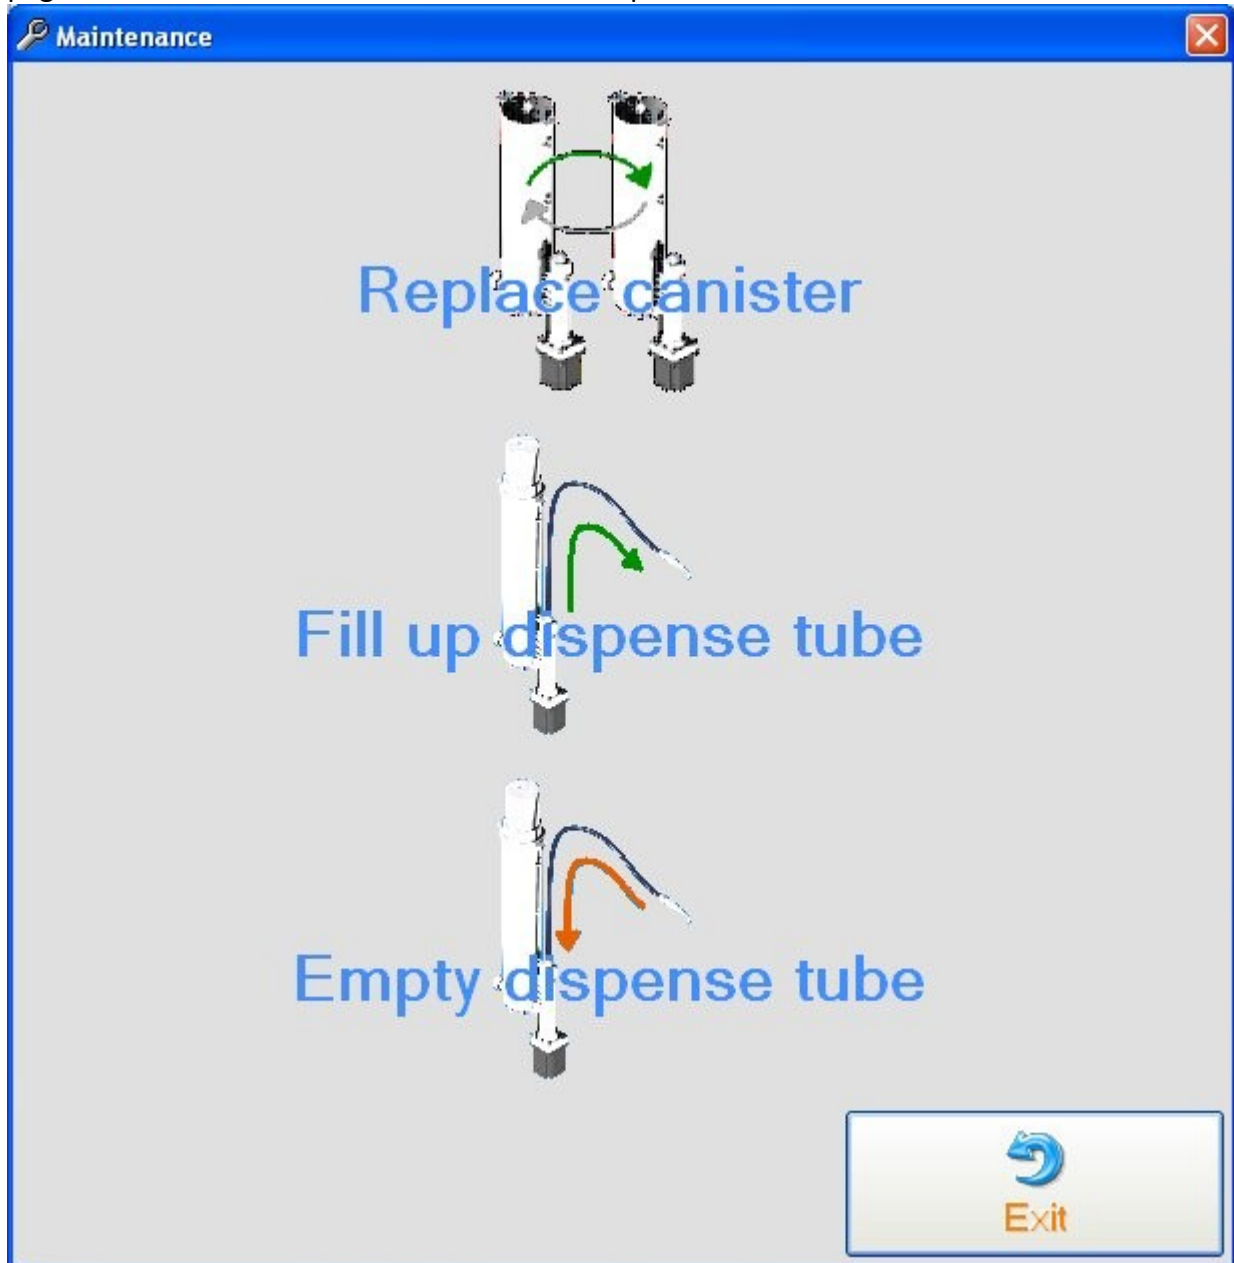 Maintenance
Replace canister
Fill up dispense tube
Empty dispense tube
Exit